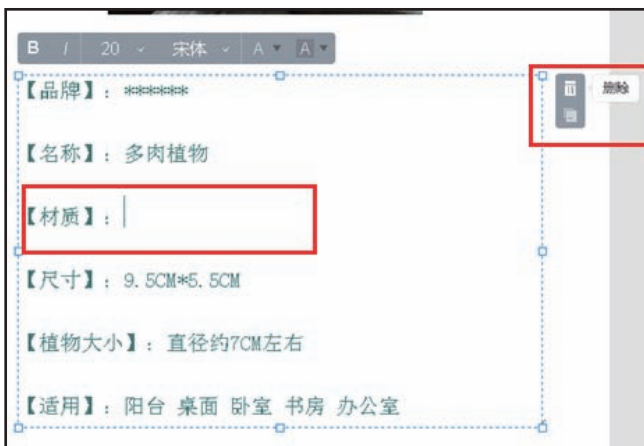 B I 20 宋体 A A
删除
【品牌】：******
【名称】：多肉植物
【材质】：
【尺寸】：9.5CM*5.5CM
【植物大小】：直径约7CM左右
【适用】：阳台 桌面 卧室 书房 办公室